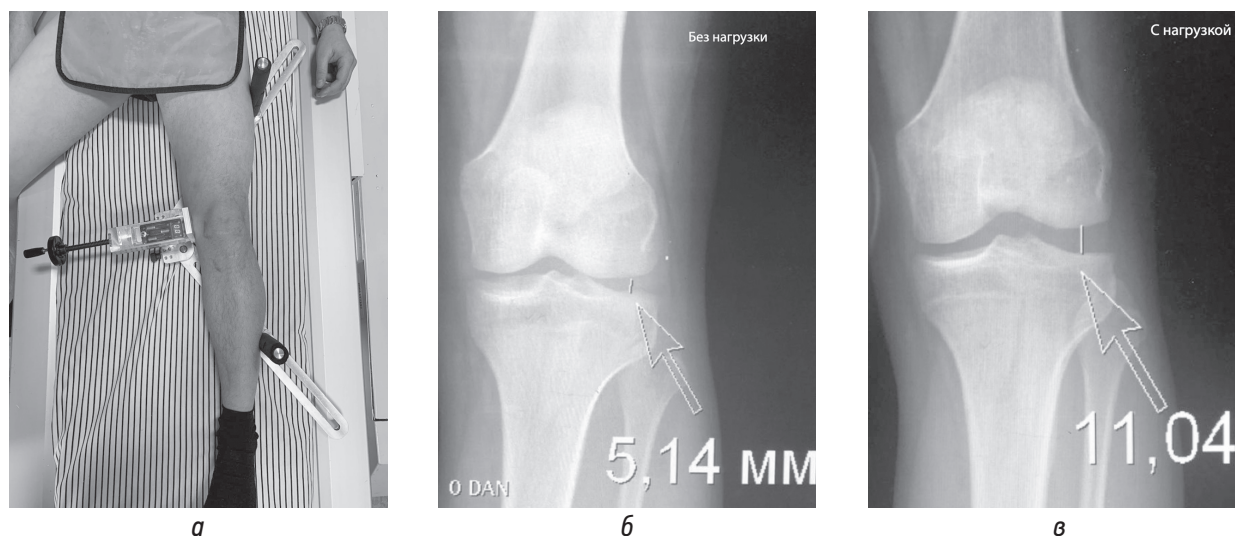 Без нагрузки
С нагрузкой
5,14 мм
0 DAN
11,04
а
б
в